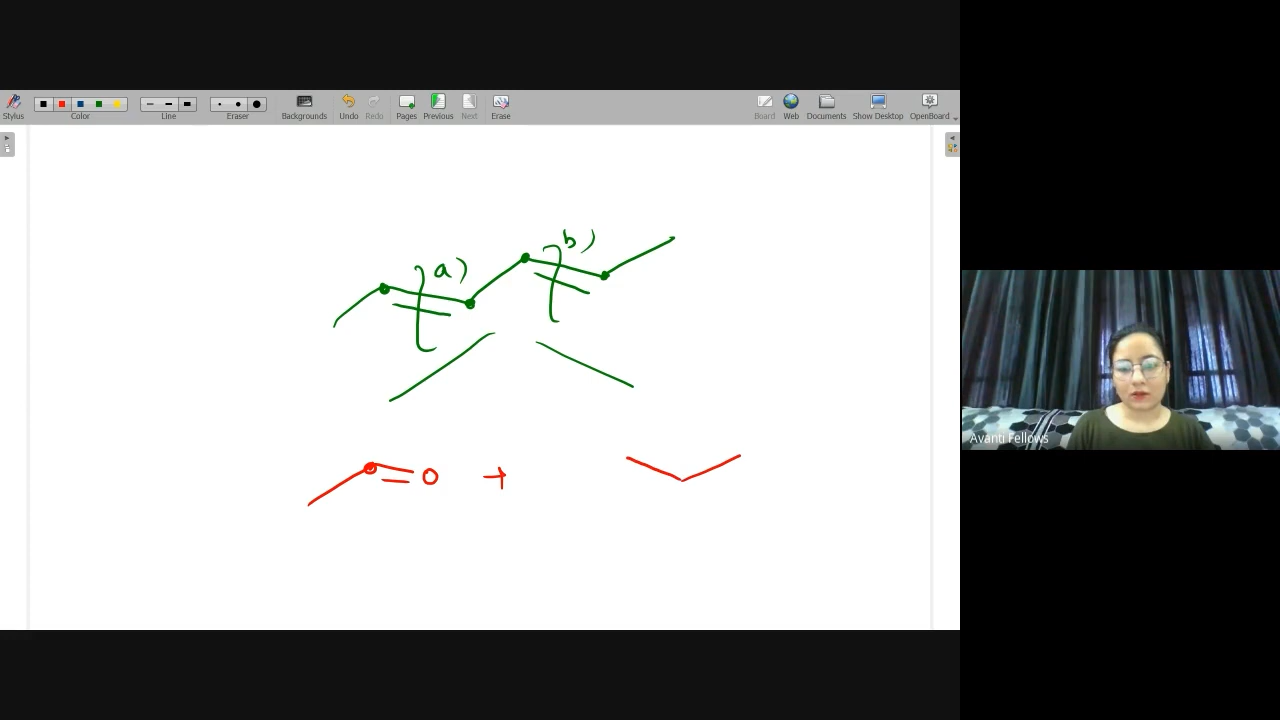 Stylus
Color
Line
Eraser
Backgrounds
Undo
Redo
Pages
Previous
Next
Erase
Board
Web
Documents
Show Desktop
OpenBoard
a)
b)
O +
Avanti Fellows